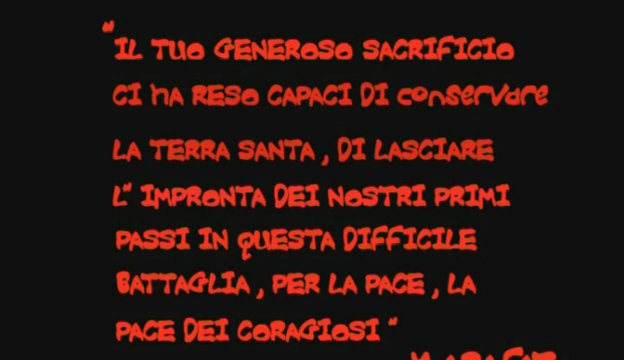 "IL TUO GENEROSO SACRIFICIO
CI HA RESO CAPACI DI conservare
LA TERRA SANTA, DI LASCIARE
L" IMPRONTA DEI NOSTRI PRIMI
PASSI IN QUESTA DIFFICILE
BATTAGLIA, PER LA PACE, LA
PACE DEI CORAGIOSI"